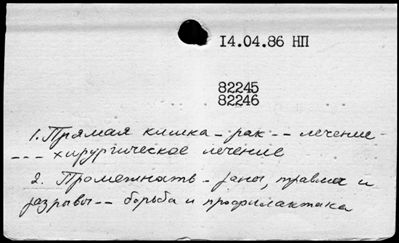 14.04.86 НП
82245
82246
1. Прямая кишка - рак -- лечение -
--- хирургическое лечение
2. Промежность - раны, травма и
разрывы -- борьба и профилактика